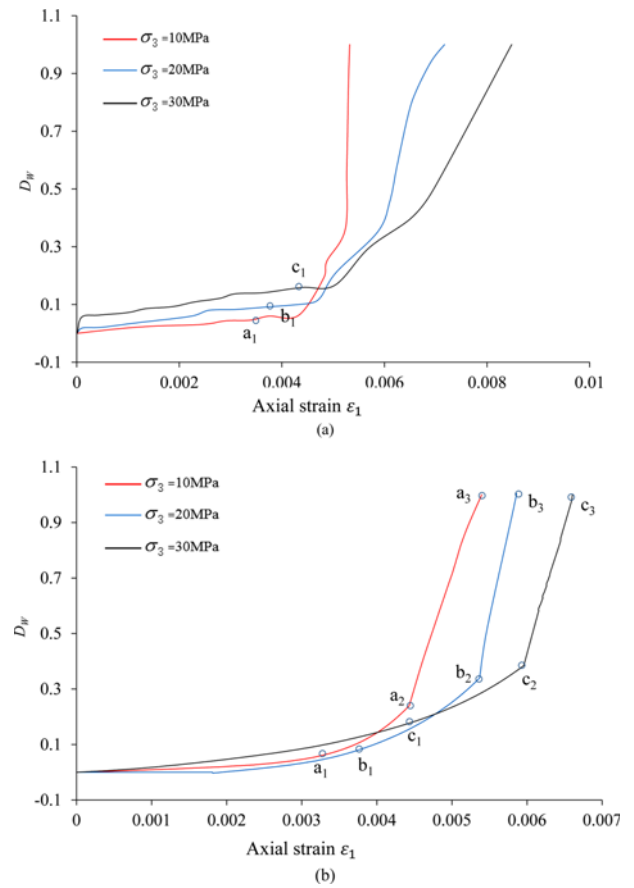 1.1
0.9
0.7
0.5
0.3
0.1
-0.1
D_W
σ₃ =10MPa
σ₃ =20MPa
σ₃ =30MPa
c₁
b₁
a₁
0 0.002 0.004 0.006 0.008 0.01
Axial strain ε₁
(a)
1.1
0.9
0.7
0.5
0.3
0.1
-0.1
D_W
σ₃ =10MPa
σ₃ =20MPa
σ₃ =30MPa
a₃
b₃
c₃
a₂
b₂
c₂
c₁
a₁
b₁
0 0.001 0.002 0.003 0.004 0.005 0.006 0.007
Axial strain ε₁
(b)